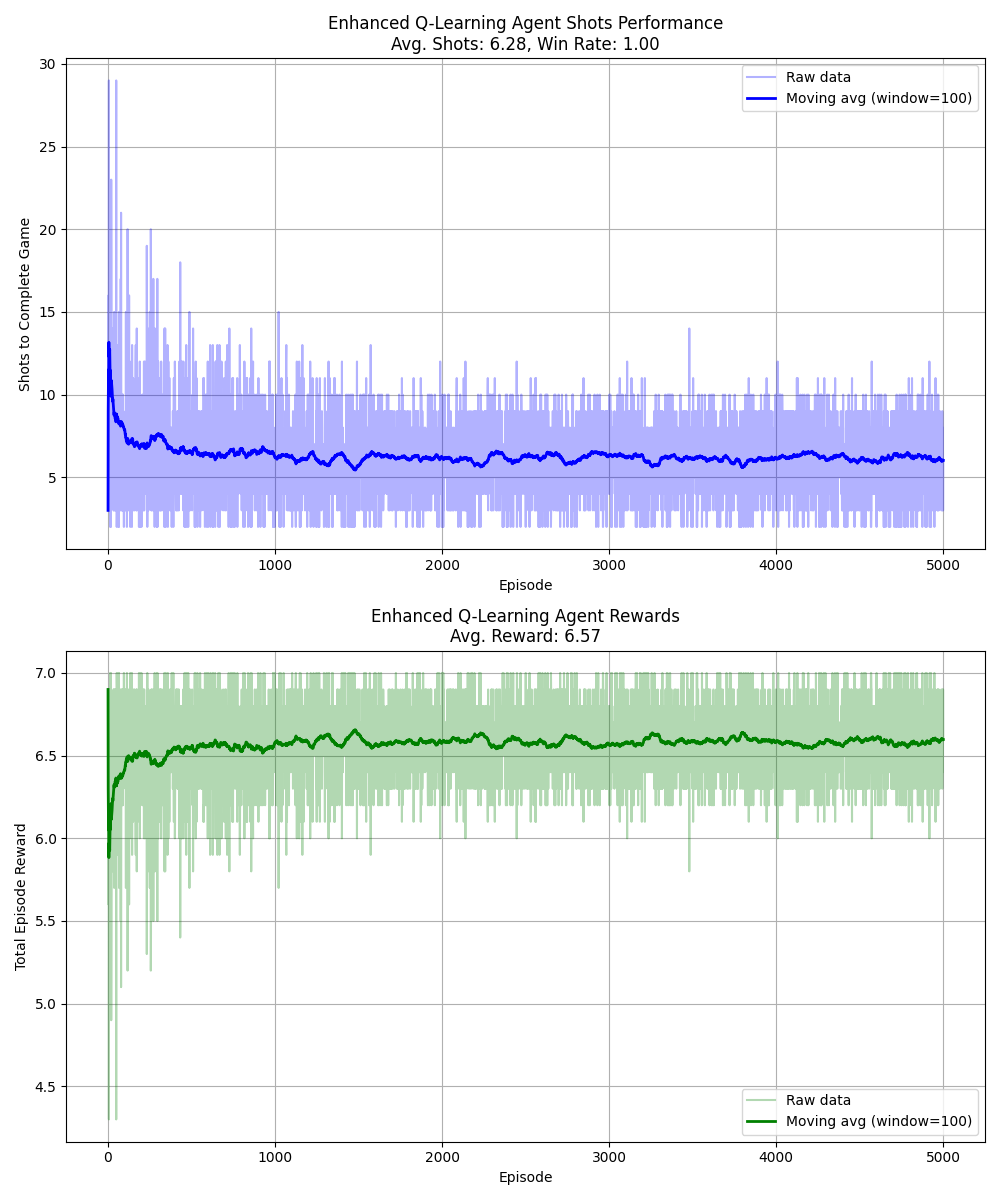 Enhanced Q-Learning Agent Shots Performance
Avg. Shots: 6.28, Win Rate: 1.00
30
25
20
15
10
5
Shots to Complete Game
Raw data
Moving avg (window=100)
0 1000 2000 3000 4000 5000
Episode
Enhanced Q-Learning Agent Rewards
Avg. Reward: 6.57
7.0
6.5
6.0
5.5
5.0
4.5
Total Episode Reward
Raw data
Moving avg (window=100)
0 1000 2000 3000 4000 5000
Episode